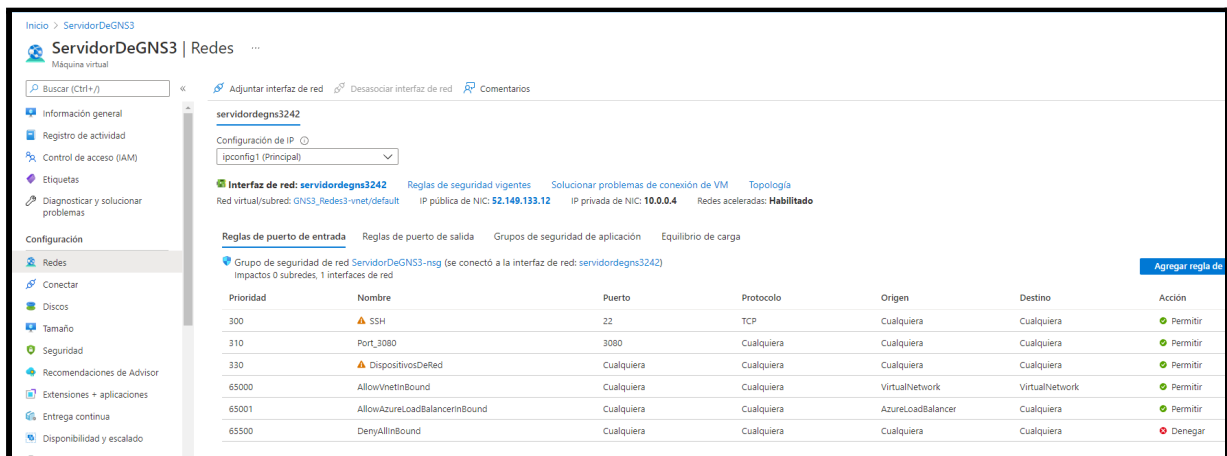 Inicio > ServidorDeGNS3
ServidorDeGNS3 | Redes ...
Máquina virtual
Buscar (Ctrl+/) «
Adjuntar interfaz de red Desasociar interfaz de red Comentarios
Información general
Registro de actividad
Control de acceso (IAM)
Etiquetas
Diagnosticar y solucionar
problemas
Configuración
Redes
Conectar
Discos
Tamaño
Seguridad
Recomendaciones de Advisor
Extensiones + aplicaciones
Entrega continua
Disponibilidad y escalado
servidordegns3242
Configuración de IP
ipconfig1 (Principal)
Interfaz de red: servidordegns3242 Reglas de seguridad vigentes Solucionar problemas de conexión de VM Topología
Red virtual/subred: GNS3_Redes3-vnet/default IP pública de NIC: 52.149.133.12 IP privada de NIC: 10.0.0.4 Redes aceleradas: Habilitado
Reglas de puerto de entrada Reglas de puerto de salida Grupos de seguridad de aplicación Equilibrio de carga
Grupo de seguridad de red ServidorDeGNS3-nsg (se conectó a la interfaz de red: servidordegns3242)
Impactos 0 subredes, 1 interfaces de red
Agregar regla de
Prioridad Nombre Puerto Protocolo Origen Destino Acción
300 SSH 22 TCP Cualquiera Cualquiera Permitir
310 Port_3080 3080 Cualquiera Cualquiera Cualquiera Permitir
330 DispositivosDeRed Cualquiera Cualquiera Cualquiera Cualquiera Permitir
65000 AllowVnetInBound Cualquiera Cualquiera VirtualNetwork VirtualNetwork Permitir
65001 AllowAzureLoadBalancerInBound Cualquiera Cualquiera AzureLoadBalancer Cualquiera Permitir
65500 DenyAllInBound Cualquiera Cualquiera Cualquiera Cualquiera Denegar